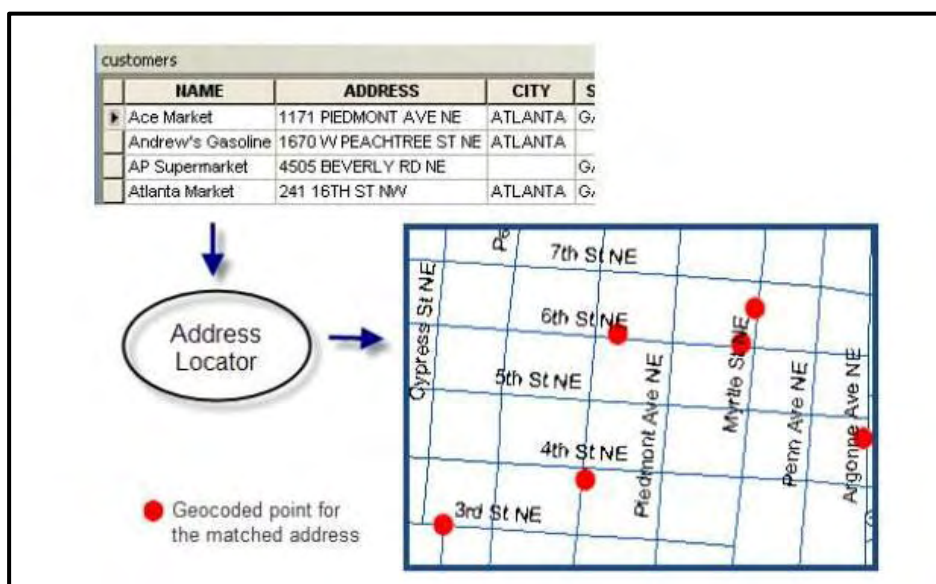 customers
NAME ADDRESS CITY S
Ace Market 1171 PIEDMONT AVE NE ATLANTA GA
Andrew's Gasoline 1670 W PEACHTREE ST NE ATLANTA
AP Supermarket 4505 BEVERLY RD NE GA
Atlanta Market 241 16TH ST NW ATLANTA GA
Address
Locator
7th St NE
6th St NE
5th St NE
4th St NE
3rd St NE
Cypress St NE
Piedmont Ave NE
Myrtle St NE
Penn Ave NE
Argonne Ave NE
Geocoded point for
the matched address